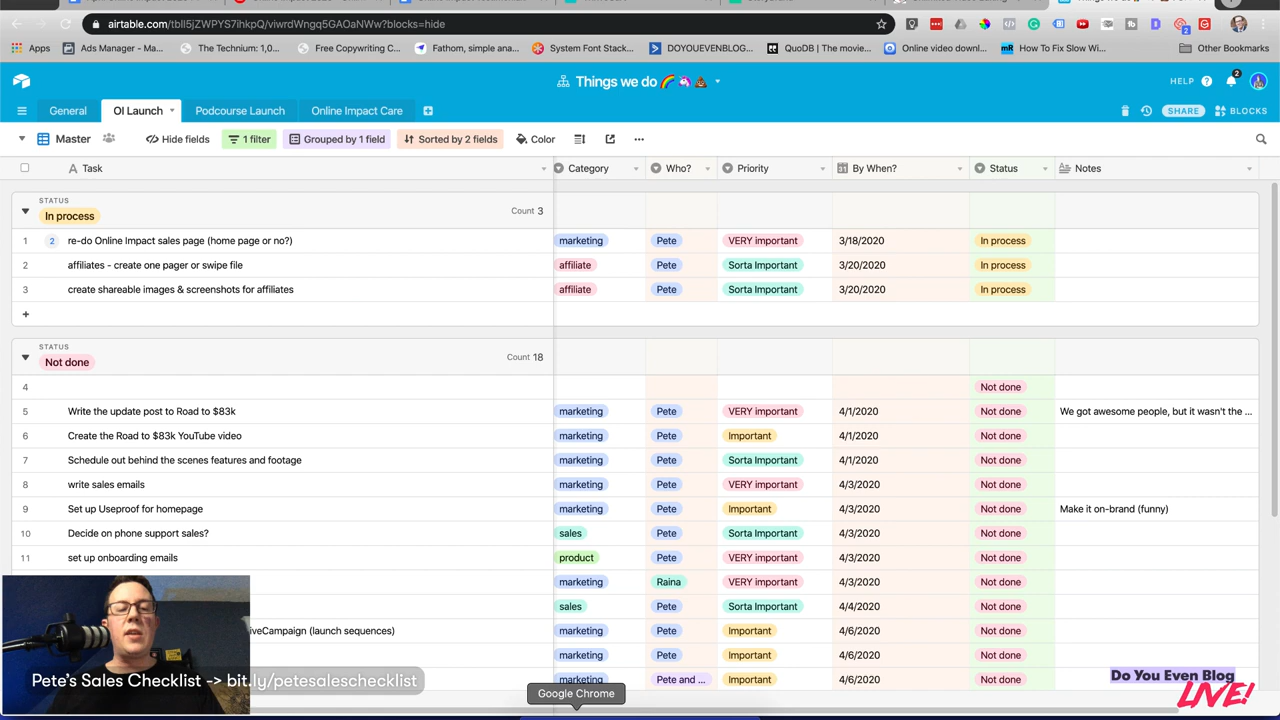 airtable.com/tblI5jZWPYS7ihkpQ/viwrdWngq5GAOaNWw?blocks=hide
Apps
Ads Manager - Ma...
The Technium: 1,0...
Free Copywriting C...
Fathom, simple ana...
System Font Stack...
DOYOUEVENBLOG...
QuoDB | The movie...
Online video downl...
How To Fix Slow Wi...
Other Bookmarks
Things we do 🌈 🦄 💩
HELP
2
General
OI Launch
Podcourse Launch
Online Impact Care
SHARE
BLOCKS
Master
Hide fields
1 filter
Grouped by 1 field
Sorted by 2 fields
Color
Task Category Who? Priority By When? Status Notes
STATUS
In process
Count 3
1 2 re-do Online Impact sales page (home page or no?) marketing Pete VERY important 3/18/2020 In process
2 affiliates - create one pager or swipe file affiliate Pete Sorta Important 3/20/2020 In process
3 create shareable images & screenshots for affiliates affiliate Pete Sorta Important 3/20/2020 In process
+
STATUS
Not done
Count 18
4 Not done
5 Write the update post to Road to $83k marketing Pete VERY important 4/1/2020 Not done We got awesome people, but it wasn't the ...
6 Create the Road to $83k YouTube video marketing Pete Important 4/1/2020 Not done
7 Schedule out behind the scenes features and footage marketing Pete Sorta Important 4/1/2020 Not done
8 write sales emails marketing Pete VERY important 4/3/2020 Not done
9 Set up Useproof for homepage marketing Pete Important 4/3/2020 Not done Make it on-brand (funny)
10 Decide on phone support sales? sales Pete Sorta Important 4/3/2020 Not done
11 set up onboarding emails product Pete VERY important 4/3/2020 Not done
marketing Raina VERY important 4/3/2020 Not done
sales Pete Sorta Important 4/4/2020 Not done
iveCampaign (launch sequences) marketing Pete Important 4/6/2020 Not done
marketing Pete Important 4/6/2020 Not done
marketing Pete and ... Important 4/6/2020 Not done
Pete's Sales Checklist -> bit.ly/petesaleschecklist
Google Chrome
Do You Even Blog
LIVE!